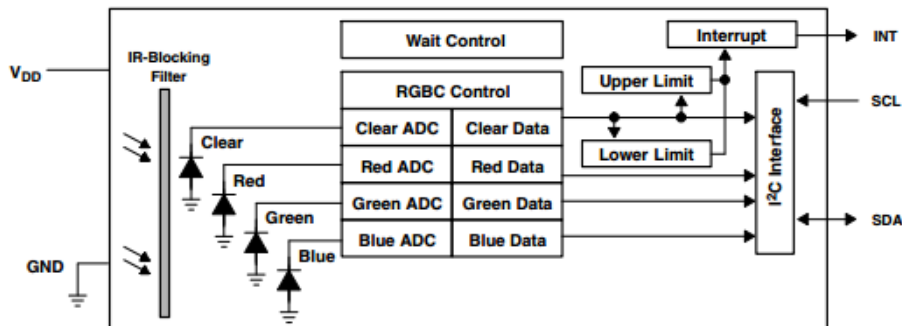 Wait Control
Interrupt
INT
IR-Blocking
Filter
V_DD
RGBC Control
Upper Limit
SCL
Clear ADC
Clear Data
Clear
Lower Limit
I²C Interface
Red ADC
Red Data
Red
Green ADC
Green Data
Green
SDA
Blue ADC
Blue Data
Blue
GND